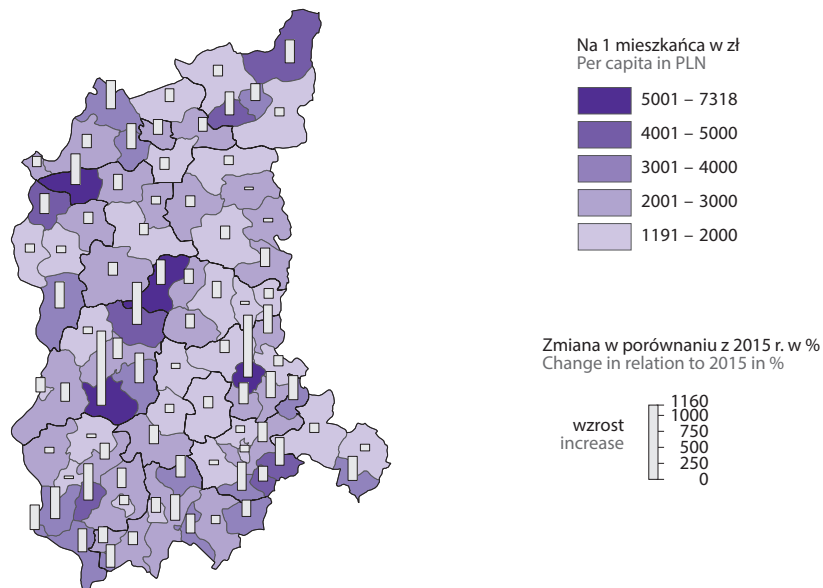 Na 1 mieszkańca w zł
Per capita in PLN
5001 – 7318
4001 – 5000
3001 – 4000
2001 – 3000
1191 – 2000
Zmiana w porównaniu z 2015 r. w %
Change in relation to 2015 in %
wzrost
increase
1160
1000
750
500
250
0